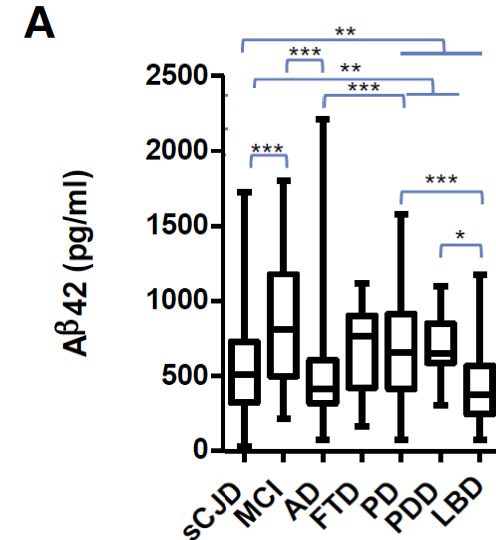 A
**
***
**
***
***
***
*
2500
2000
1500
1000
500
0
Aβ42 (pg/ml)
sCJD
MCI
AD
FTD
PD
PDD
LBD